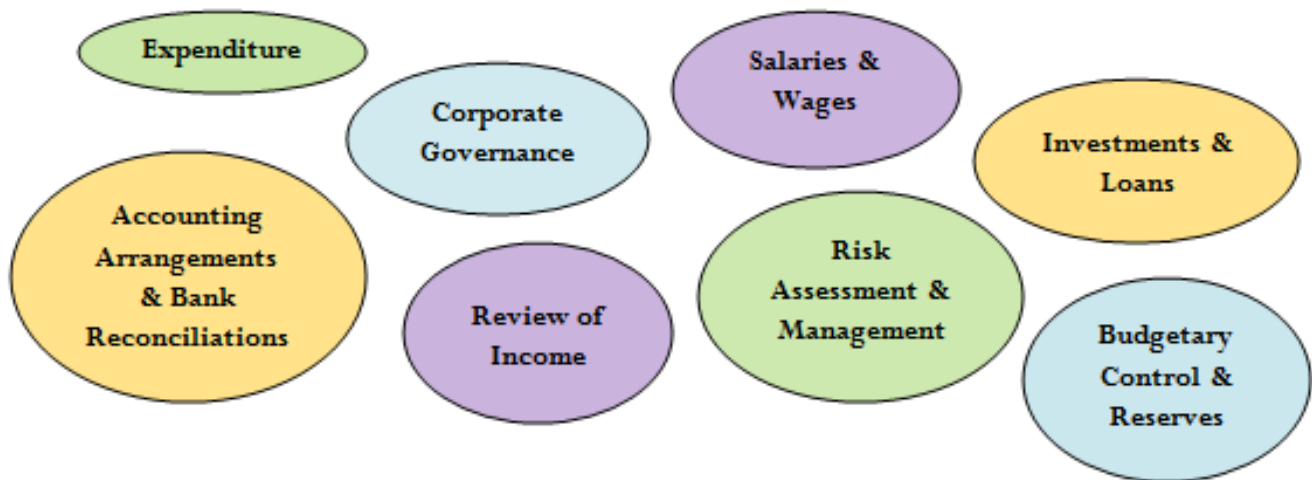 Expenditure
Corporate
Governance
Salaries &
Wages
Investments &
Loans
Accounting
Arrangements
& Bank
Reconciliations
Review of
Income
Risk
Assessment &
Management
Budgetary
Control &
Reserves